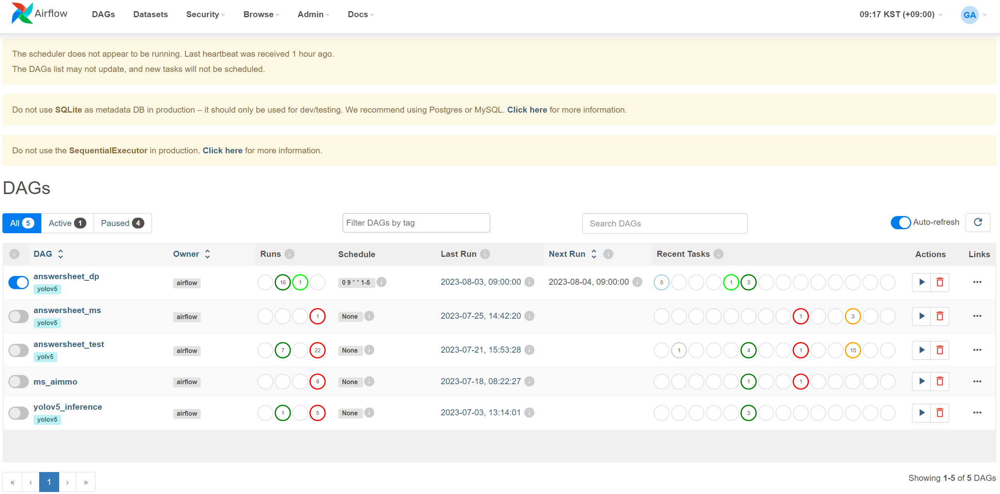 Airflow DAGs Datasets Security Browse Admin Docs 09:17 KST (+09:00) GA
The scheduler does not appear to be running. Last heartbeat was received 1 hour ago.
The DAGs list may not update, and new tasks will not be scheduled.
Do not use SQLite as metadata DB in production – it should only be used for dev/testing. We recommend using Postgres or MySQL. Click here for more information.
Do not use the SequentialExecutor in production. Click here for more information.
DAGs
All 5 Active 1 Paused 4 Filter DAGs by tag Search DAGs Auto-refresh
i DAG Owner Runs i Schedule Last Run i Next Run i Recent Tasks i Actions Links
answersheet_dp airflow 16 1 0 9 * * 1-5 i 2023-08-03, 09:00:00 i 2023-08-04, 09:00:00 i 5 1 3
yolov5
answersheet_ms airflow 1 None i 2023-07-25, 14:42:20 i 1 3
yolov5
answersheet_test airflow 7 22 None i 2023-07-21, 15:53:28 i 1 4 1 15
yolv5
ms_aimmo airflow 8 None i 2023-07-18, 08:22:27 i 1 1
yolov5_inference airflow 1 5 None i 2023-07-03, 13:14:01 i 3
yolov5
« ‹ 1 › » Showing 1-5 of 5 DAGs